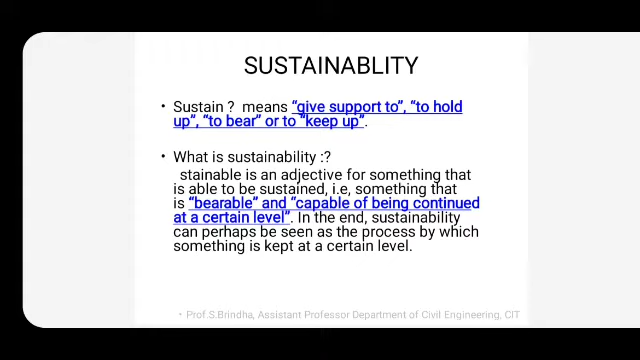 SUSTAINABLITY
• Sustain ? means “give support to”, “to hold
up”, “to bear” or to “keep up”.
• What is sustainability :?
stainable is an adjective for something that
is able to be sustained, i.e, something that
is “bearable” and “capable of being continued
at a certain level”. In the end, sustainability
can perhaps be seen as the process by which
something is kept at a certain level.
• Prof.S.Brindha, Assistant Professor Department of Civil Engineering, CIT